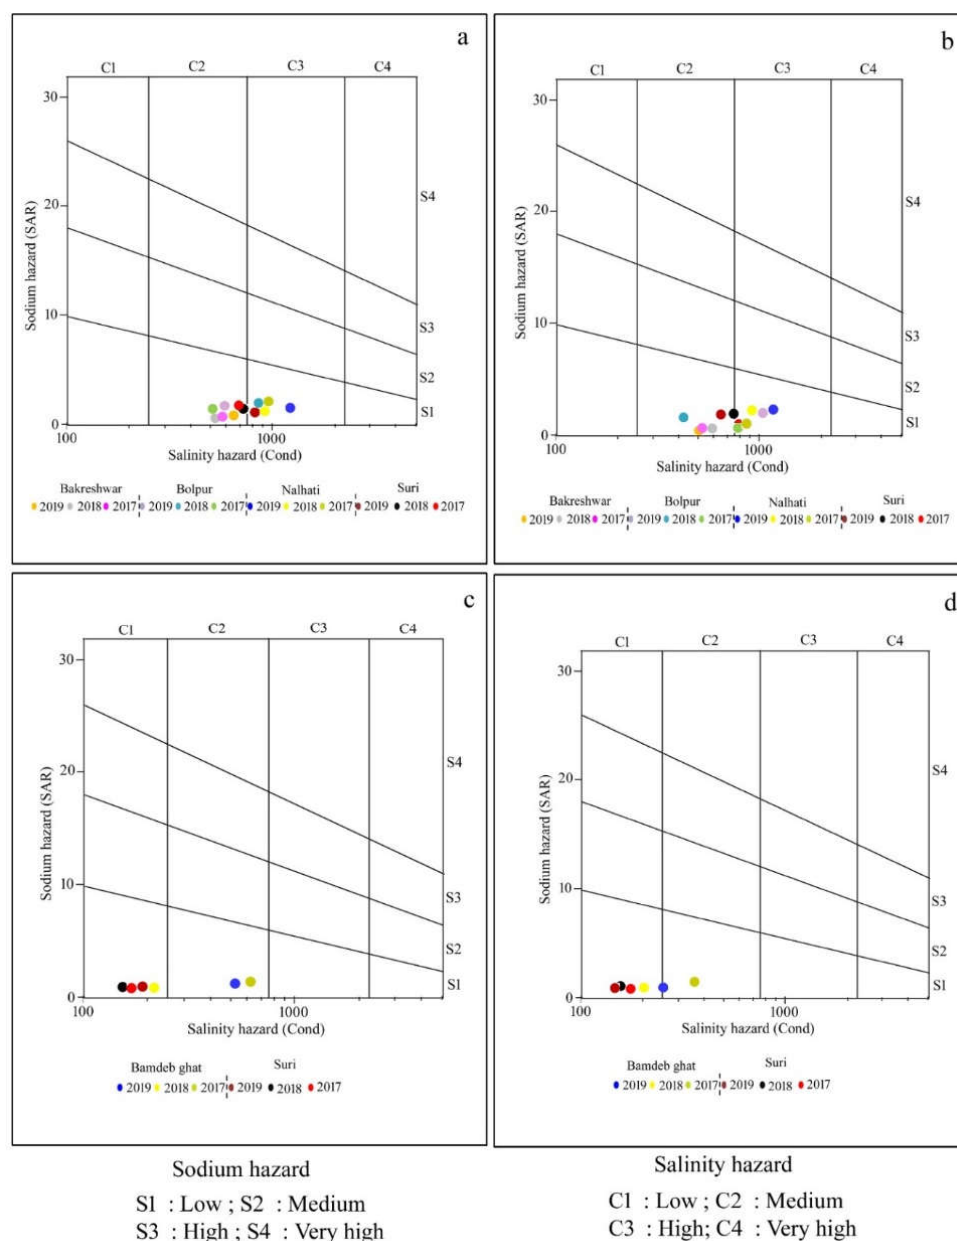 a
C1 C2 C3 C4
30
20
10
0
Sodium hazard (SAR)
S4
S3
S2
S1
100 1000
Salinity hazard (Cond)
Bakreshwar Bolpur Nalhati Suri
2019 2018 2017 2019 2018 2017 2019 2018 2017 2019 2018 2017
b
C1 C2 C3 C4
30
20
10
0
Sodium hazard (SAR)
S4
S3
S2
S1
100 1000
Salinity hazard (Cond)
Bakreshwar Bolpur Nalhati Suri
2019 2018 2017 2019 2018 2017 2019 2018 2017 2019 2018 2017
c
C1 C2 C3 C4
30
20
10
0
Sodium hazard (SAR)
S4
S3
S2
S1
100 1000
Salinity hazard (Cond)
Bamdeb ghat Suri
2019 2018 2017 2019 2018 2017
d
C1 C2 C3 C4
30
20
10
0
Sodium hazard (SAR)
S4
S3
S2
S1
100 1000
Salinity hazard (Cond)
Bamdeb ghat Suri
2019 2018 2017 2019 2018 2017
Sodium hazard
S1 : Low ; S2 : Medium
S3 : High ; S4 : Very high
Salinity hazard
C1 : Low ; C2 : Medium
C3 : High; C4 : Very high